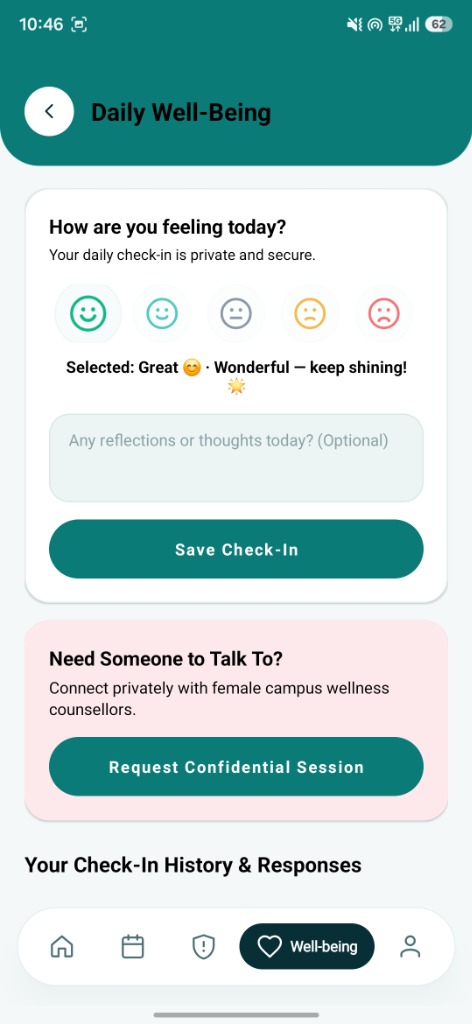 10:46
5G
62
Daily Well-Being
How are you feeling today?
Your daily check-in is private and secure.
Selected: Great 😊 · Wonderful — keep shining!
🌟
Any reflections or thoughts today? (Optional)
Save Check-In
Need Someone to Talk To?
Connect privately with female campus wellness
counsellors.
Request Confidential Session
Your Check-In History & Responses
Well-being